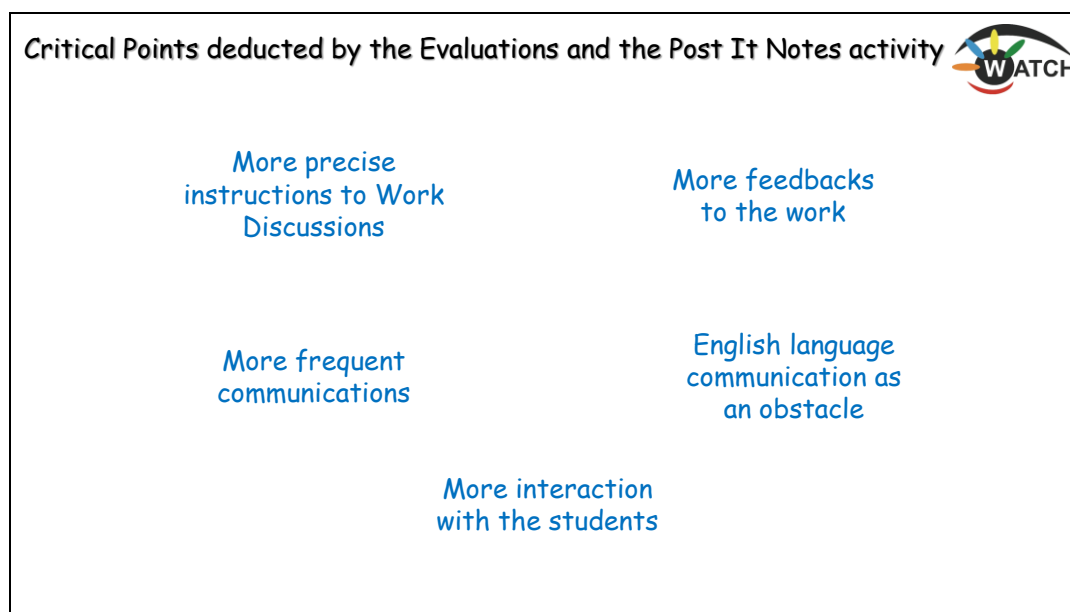 Critical Points deducted by the Evaluations and the Post It Notes activity
WATCH
More precise
instructions to Work
Discussions
More feedbacks
to the work
More frequent
communications
English language
communication as
an obstacle
More interaction
with the students